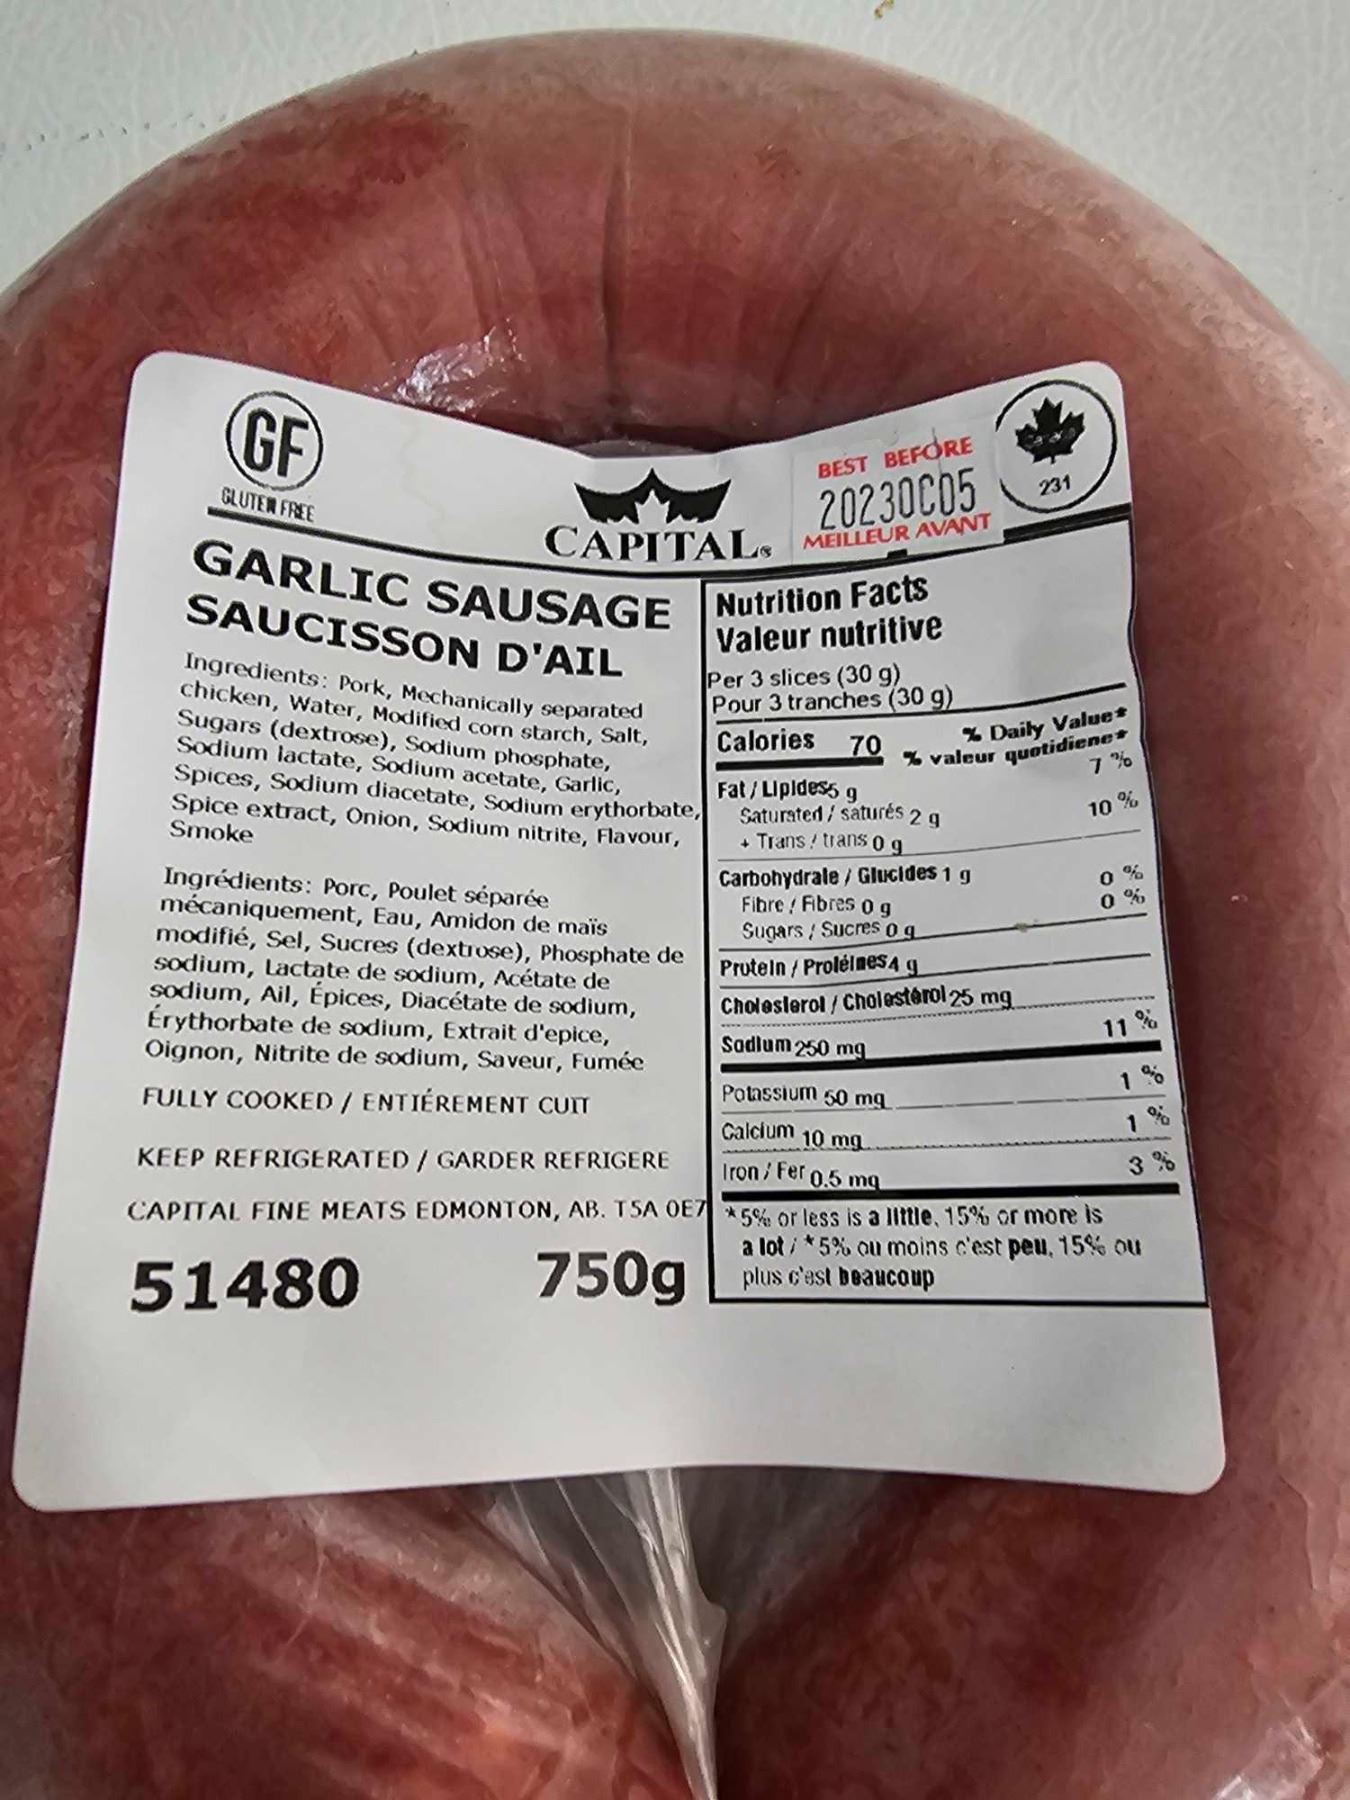 GF
GLUTEN FREE
CAPITAL®
BEST BEFORE
20230C05
MEILLEUR AVANT
231
GARLIC SAUSAGE
SAUCISSON D'AIL
Ingredients: Pork, Mechanically separated
chicken, Water, Modified corn starch, Salt,
Sugars (dextrose), Sodium phosphate,
Sodium lactate, Sodium acetate, Garlic,
Spices, Sodium diacetate, Sodium erythorbate,
Spice extract, Onion, Sodium nitrite, Flavour,
Smoke
Ingrédients: Porc, Poulet séparée
mécaniquement, Eau, Amidon de maïs
modifié, Sel, Sucres (dextrose), Phosphate de
sodium, Lactate de sodium, Acétate de
sodium, Ail, Épices, Diacétate de sodium,
Érythorbate de sodium, Extrait d'epice,
Oignon, Nitrite de sodium, Saveur, Fumée
FULLY COOKED / ENTIÉREMENT CUIT
KEEP REFRIGERATED / GARDER REFRIGERE
CAPITAL FINE MEATS EDMONTON, AB. T5A 0E7
51480 750g
Nutrition Facts
Valeur nutritive
Per 3 slices (30 g)
Pour 3 tranches (30 g)
Calories 70
% Daily Value*
% valeur quotidiene*
Fat / Lipides 5 g 7 %
Saturated / saturés 2 g
+ Trans / trans 0 g 10 %
Carbohydrate / Glucides 1 g
Fibre / Fibres 0 g 0 %
Sugars / Sucres 0 g 0 %
Protein / Protéines 4 g
Cholesterol / Cholestérol 25 mg
Sodium 250 mg 11 %
Potassium 50 mg 1 %
Calcium 10 mg 1 %
Iron / Fer 0.5 mg 3 %
*5% or less is a little, 15% or more is
a lot / *5% ou moins c'est peu, 15% ou
plus c'est beaucoup